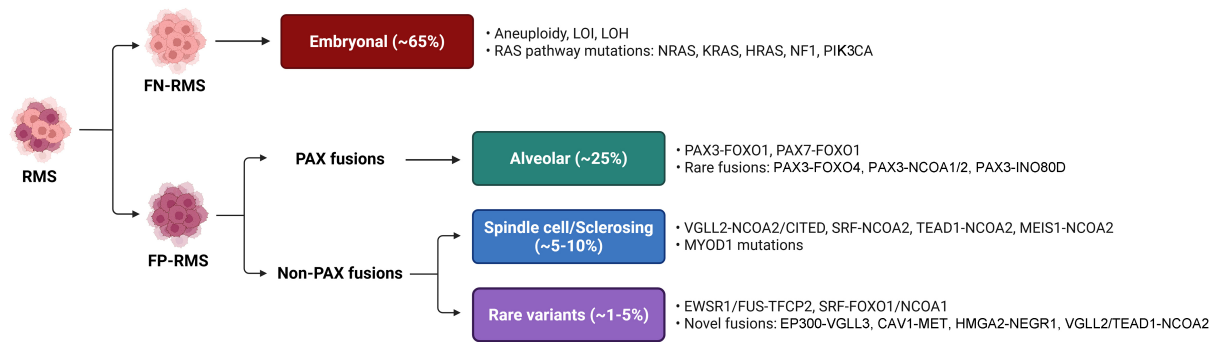 RMS
FN-RMS
Embryonal (~65%)
• Aneuploidy, LOI, LOH
• RAS pathway mutations: NRAS, KRAS, HRAS, NF1, PIK3CA
FP-RMS
PAX fusions
Alveolar (~25%)
• PAX3-FOXO1, PAX7-FOXO1
• Rare fusions: PAX3-FOXO4, PAX3-NCOA1/2, PAX3-INO80D
Non-PAX fusions
Spindle cell/Sclerosing
(~5-10%)
• VGLL2-NCOA2/CITED, SRF-NCOA2, TEAD1-NCOA2, MEIS1-NCOA2
• MYOD1 mutations
Rare variants (~1-5%)
• EWSR1/FUS-TFCP2, SRF-FOXO1/NCOA1
• Novel fusions: EP300-VGLL3, CAV1-MET, HMGA2-NEGR1, VGLL2/TEAD1-NCOA2